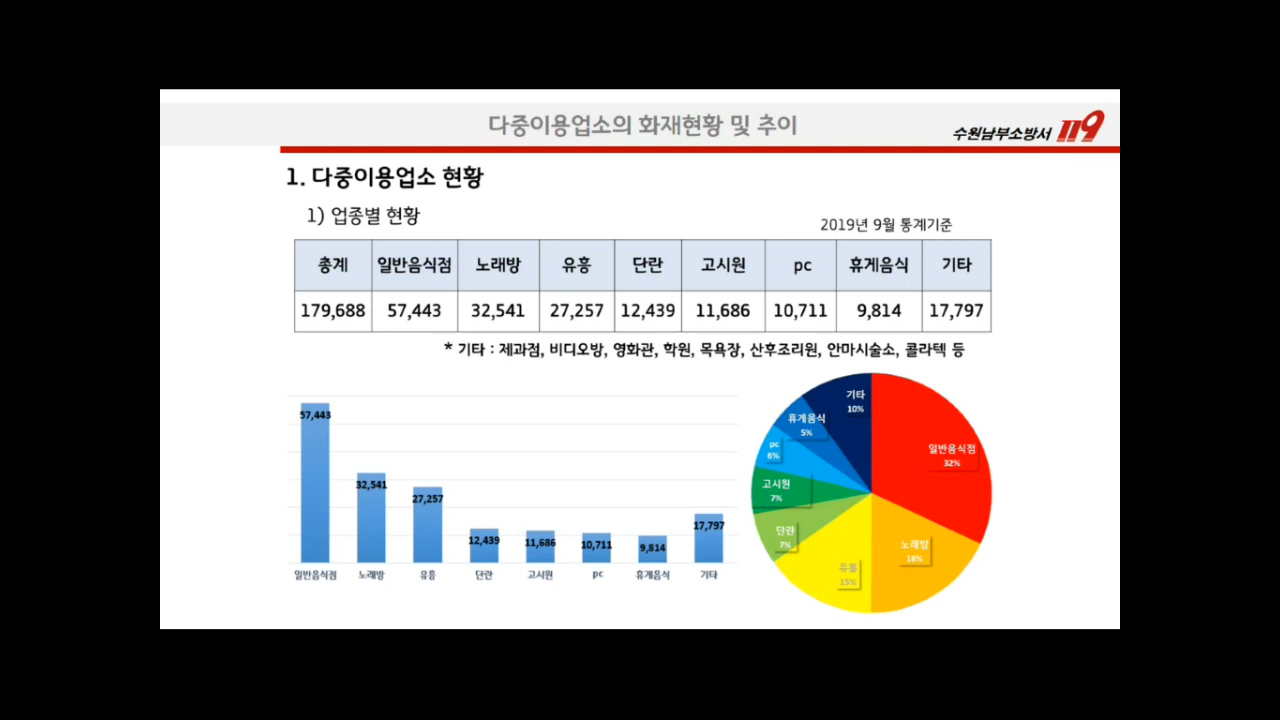 다중이용업소의 화재현황 및 추이
수원남부소방서 119
1. 다중이용업소 현황
1) 업종별 현황
2019년 9월 통계기준
총계 일반음식점 노래방 유흥 단란 고시원 pc 휴게음식 기타
179,688 57,443 32,541 27,257 12,439 11,686 10,711 9,814 17,797
* 기타 : 제과점, 비디오방, 영화관, 학원, 목욕장, 산후조리원, 안마시술소, 콜라텍 등
57,443
32,541
27,257
12,439
11,686
10,711
9,814
17,797
일반음식점 노래방 유흥 단란 고시원 pc 휴게음식 기타
기타
10%
휴게음식
5%
pc
6%
고시원
7%
단란
7%
유흥
15%
노래방
18%
일반음식점
32%